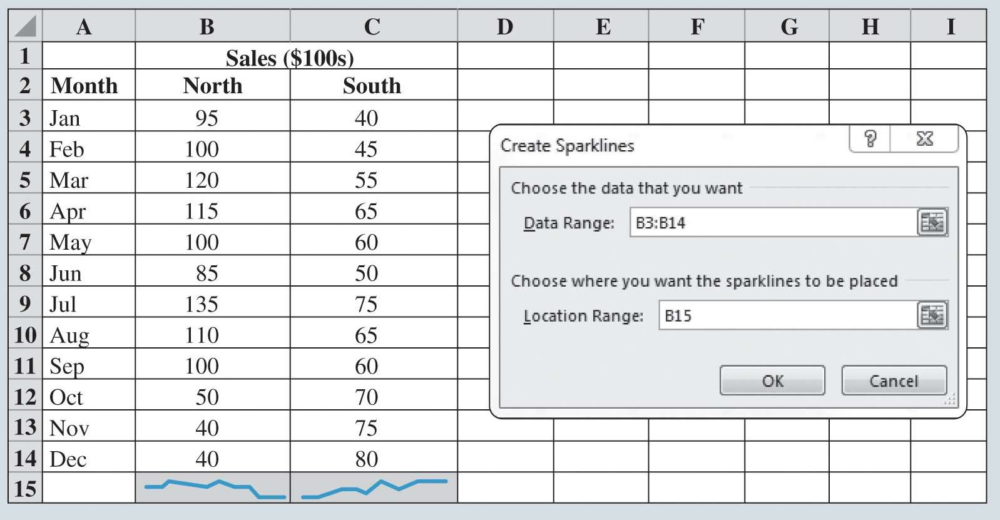 A B C D E F G H I
1 Sales ($100s)
2 Month North South
3 Jan 95 40
4 Feb 100 45
5 Mar 120 55
6 Apr 115 65
7 May 100 60
8 Jun 85 50
9 Jul 135 75
10 Aug 110 65
11 Sep 100 60
12 Oct 50 70
13 Nov 40 75
14 Dec 40 80
15
Create Sparklines ?
Choose the data that you want
Data Range: B3:B14
Choose where you want the sparklines to be placed
Location Range: B15
OK Cancel